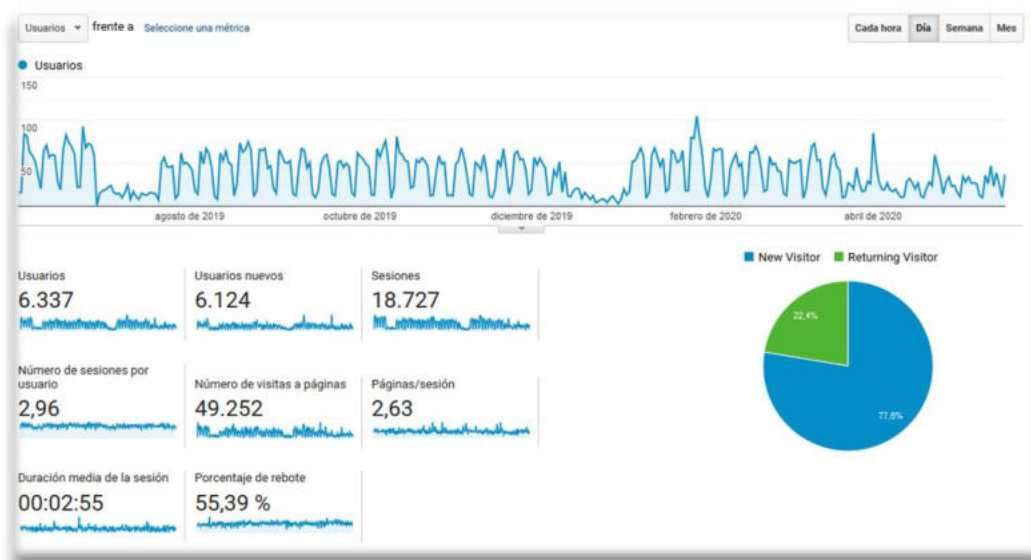 Usuarios frente a Seleccione una métrica
Cada hora Día Semana Mes
Usuarios
150
100
50
agosto de 2019 octubre de 2019 diciembre de 2019 febrero de 2020 abril de 2020
New Visitor Returning Visitor
Usuarios Usuarios nuevos Sesiones
6.337 6.124 18.727
22,4%
Número de sesiones por
usuario Número de visitas a páginas Páginas/sesión
2,96 49.252 2,63
77,6%
Duración media de la sesión Porcentaje de rebote
00:02:55 55,39 %